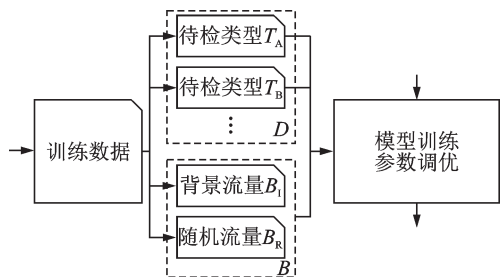 训练数据
待检类型T_A
待检类型T_B
⋮
D
背景流量B_I
随机流量B_R
B
模型训练
参数调优